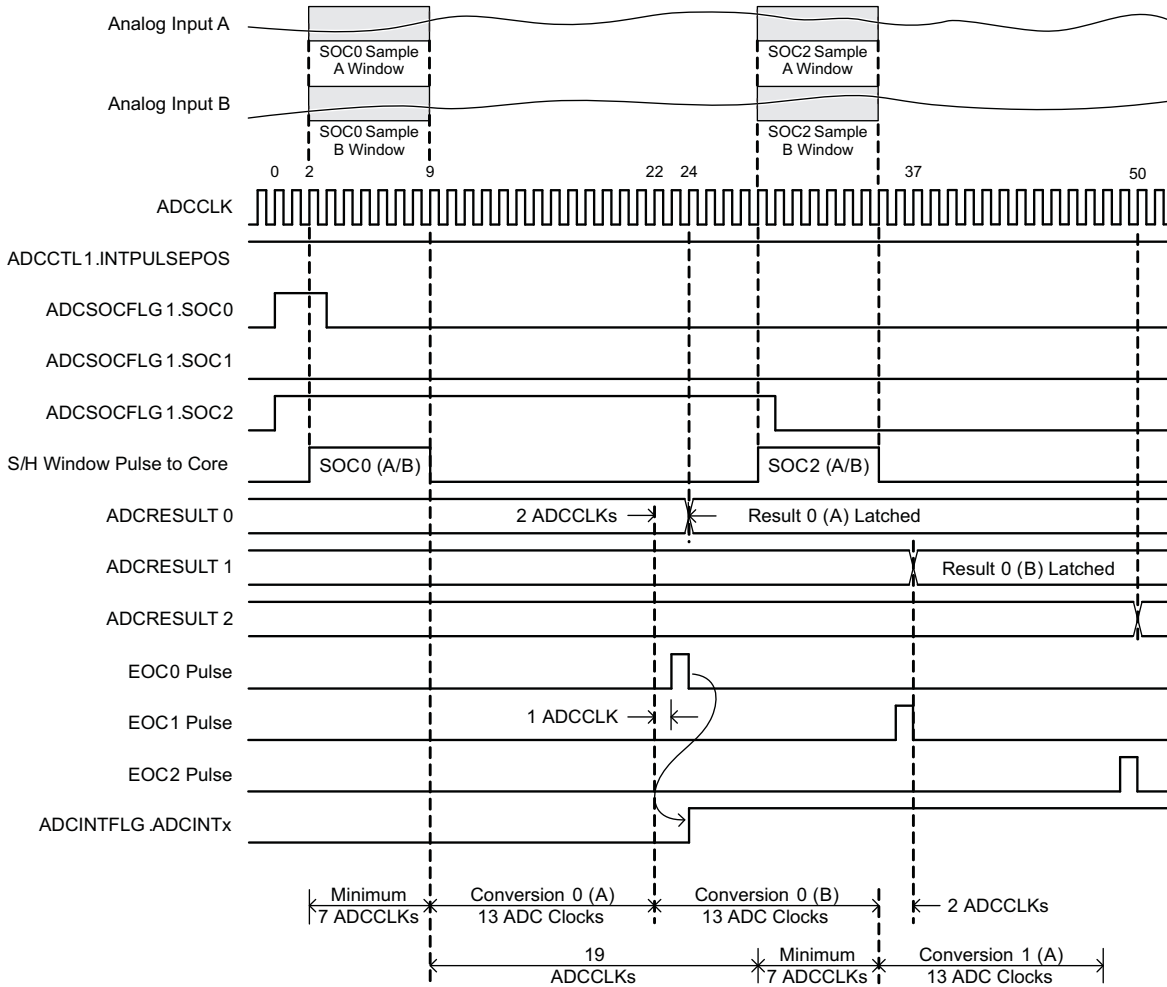 Analog Input A
SOC0 Sample
A Window
SOC2 Sample
A Window
Analog Input B
SOC0 Sample
B Window
SOC2 Sample
B Window
0 2 9 22 24 37 50
ADCCLK
ADCCTL1.INTPULSEPOS
ADCSOCFLG1.SOC0
ADCSOCFLG1.SOC1
ADCSOCFLG1.SOC2
S/H Window Pulse to Core
SOC0 (A/B)
SOC2 (A/B)
ADCRESULT 0
2 ADCCLKs
Result 0 (A) Latched
ADCRESULT 1
Result 0 (B) Latched
ADCRESULT 2
EOC0 Pulse
EOC1 Pulse
1 ADCCLK
EOC2 Pulse
ADCINTFLG.ADCINTx
Minimum
7 ADCCLKs
Conversion 0 (A)
13 ADC Clocks
Conversion 0 (B)
13 ADC Clocks
2 ADCCLKs
19
ADCCLKs
Minimum
7 ADCCLKs
Conversion 1 (A)
13 ADC Clocks